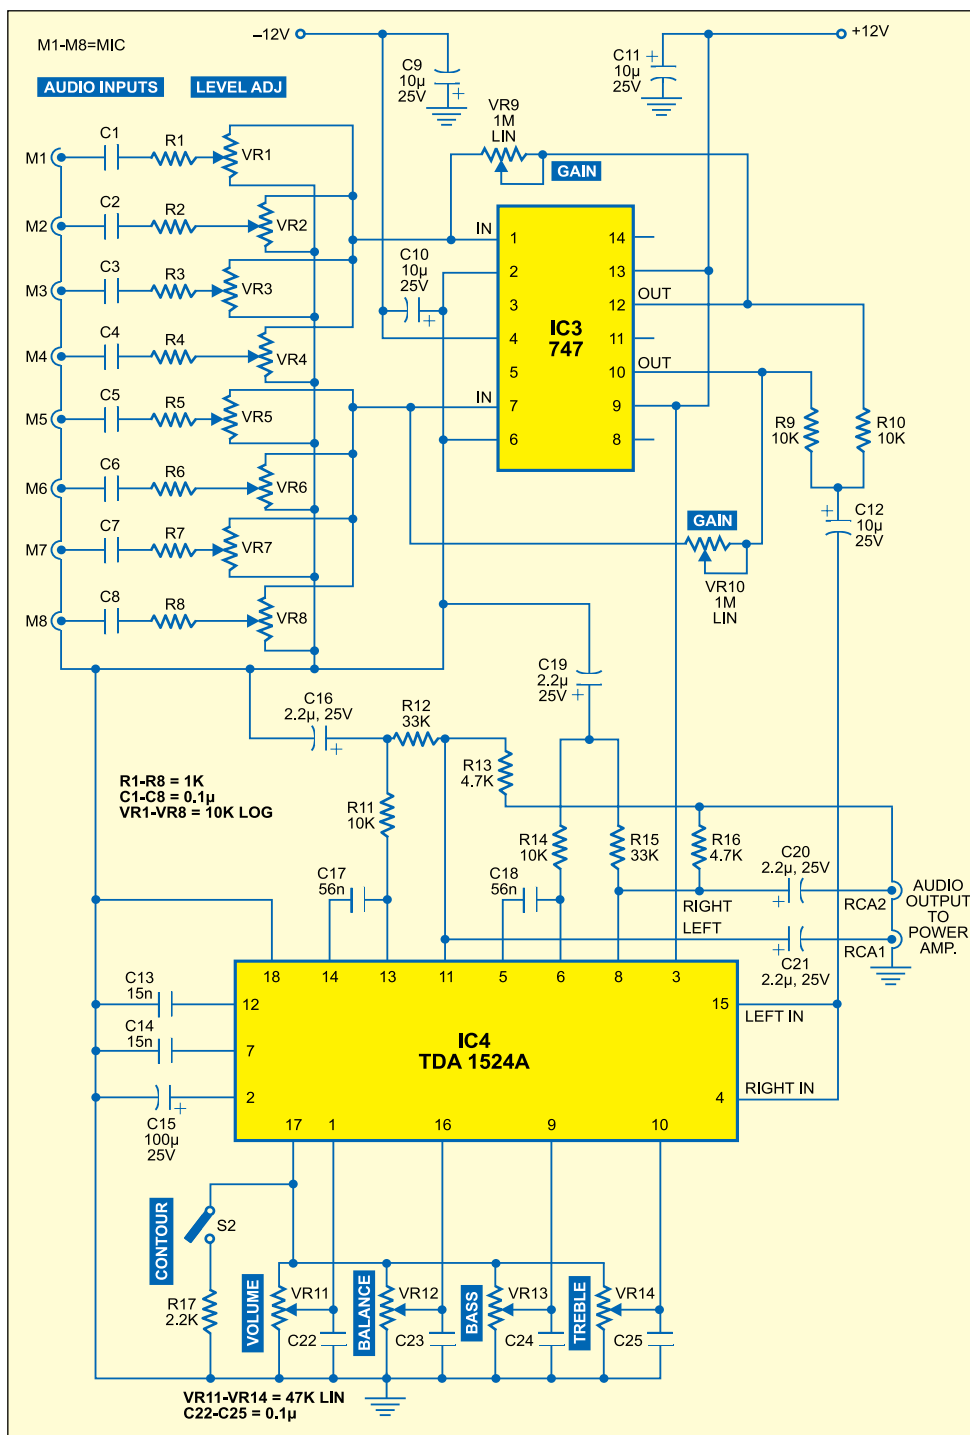 M1-M8=MIC
–12V
+12V
AUDIO INPUTS
LEVEL ADJ
C9
10µ
25V
C11
10µ
25V
VR9
1M
LIN
GAIN
M1
C1
R1
VR1
M2
C2
R2
VR2
M3
C3
R3
VR3
M4
C4
R4
VR4
M5
C5
R5
VR5
M6
C6
R6
VR6
M7
C7
R7
VR7
M8
C8
R8
VR8
C10
10µ
25V
IN
IN
1
2
3
4
5
7
6
IC3
747
14
13
12
11
10
9
8
OUT
OUT
R9
10K
R10
10K
C12
10µ
25V
GAIN
VR10
1M
LIN
C19
2.2µ
25V
C16
2.2µ, 25V
R12
33K
R13
4.7K
R1-R8 = 1K
C1-C8 = 0.1µ
VR1-VR8 = 10K LOG
R11
10K
R14
10K
R15
33K
R16
4.7K
C17
56n
C18
56n
C20
2.2µ, 25V
RIGHT
LEFT
RCA2
RCA1
AUDIO
OUTPUT
TO
POWER
AMP.
C21
2.2µ, 25V
18
14
13
11
5
6
8
3
C13
15n
12
C14
15n
7
C15
100µ
25V
2
IC4
TDA 1524A
15
LEFT IN
4
RIGHT IN
17
1
16
9
10
CONTOUR
S2
R17
2.2K
VOLUME
VR11
C22
BALANCE
VR12
C23
BASS
VR13
C24
TREBLE
VR14
C25
VR11-VR14 = 47K LIN
C22-C25 = 0.1µ